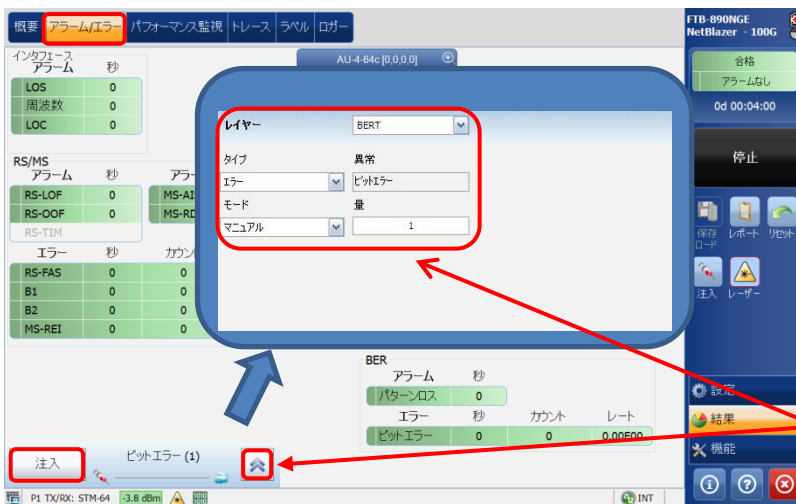 概要 アラーム/エラー パフォーマンス監視 トレース ラベル ロガー
FTB-890NGE
NetBlazer - 100G
合格
アラームなし
0d 00:04:00
停止
保存
ロード
レポート
リセット
注入
レーザー
設定
結果
機能
AU-4-64c [0,0,0,0]
インタフェース
アラーム 秒
LOS 0
周波数 0
LOC 0
RS/MS
アラーム 秒 アラー
RS-LOF 0 MS-AI
RS-OOF 0 MS-RD
RS-TIM
エラー 秒 カウン
RS-FAS 0 0
B1 0 0
B2 0 0
MS-REI 0 0
レイヤー BERT
タイプ 異常
エラー ビットエラー
モード 量
マニュアル 1
BER
アラーム 秒
パターンロス 0
エラー 秒 カウント レート
ビットエラー 0 0 0.00E00
注入 ビットエラー (1)
P1 TX/RX: STM-64 -3.8 dBm INT